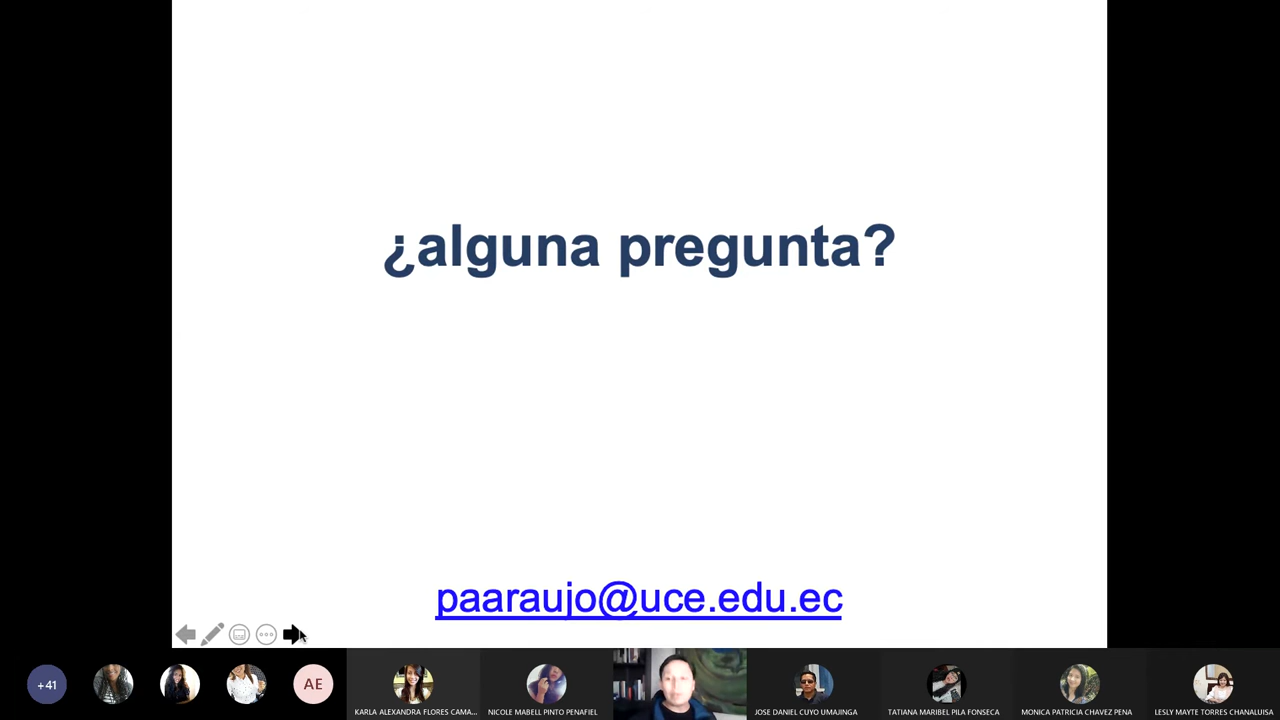 ¿alguna pregunta?
paaraujo@uce.edu.ec
+41
AE
KARLA ALEXANDRA FLORES CAMA...
NICOLE MABELL PINTO PENAFIEL
JOSE DANIEL CUYO UMAJINGA
TATIANA MARIBEL PILA FONSECA
MONICA PATRICIA CHAVEZ PENA
LESLY MAYTE TORRES CHANALUISA